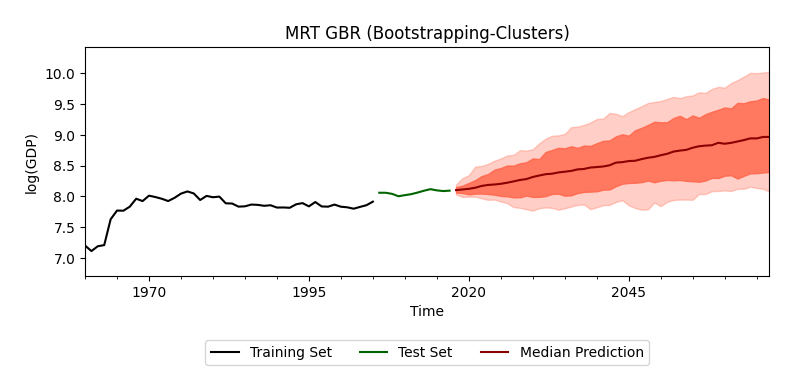 MRT GBR (Bootstrapping-Clusters)
log(GDP)
10.0
9.5
9.0
8.5
8.0
7.5
7.0
1970 1995 2020 2045
Time
Training Set Test Set Median Prediction